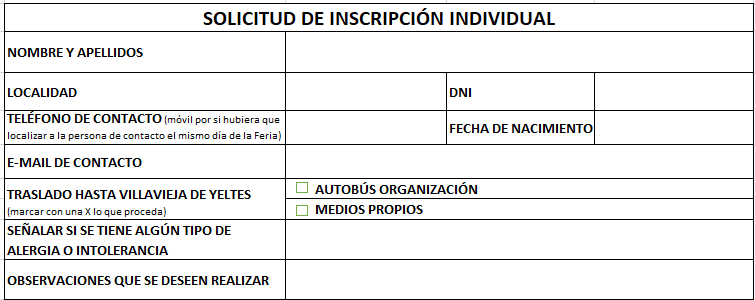 SOLICITUD DE INSCRIPCIÓN INDIVIDUAL
NOMBRE Y APELLIDOS
LOCALIDAD
DNI
TELÉFONO DE CONTACTO (móvil por si hubiera que
localizar a la persona de contacto el mismo día de la Feria)
FECHA DE NACIMIENTO
E-MAIL DE CONTACTO
TRASLADO HASTA VILLAVIEJA DE YELTES
(marcar con una X lo que proceda)
AUTOBÚS ORGANIZACIÓN
MEDIOS PROPIOS
SEÑALAR SI SE TIENE ALGÚN TIPO DE
ALERGIA O INTOLERANCIA
OBSERVACIONES QUE SE DESEEN REALIZAR